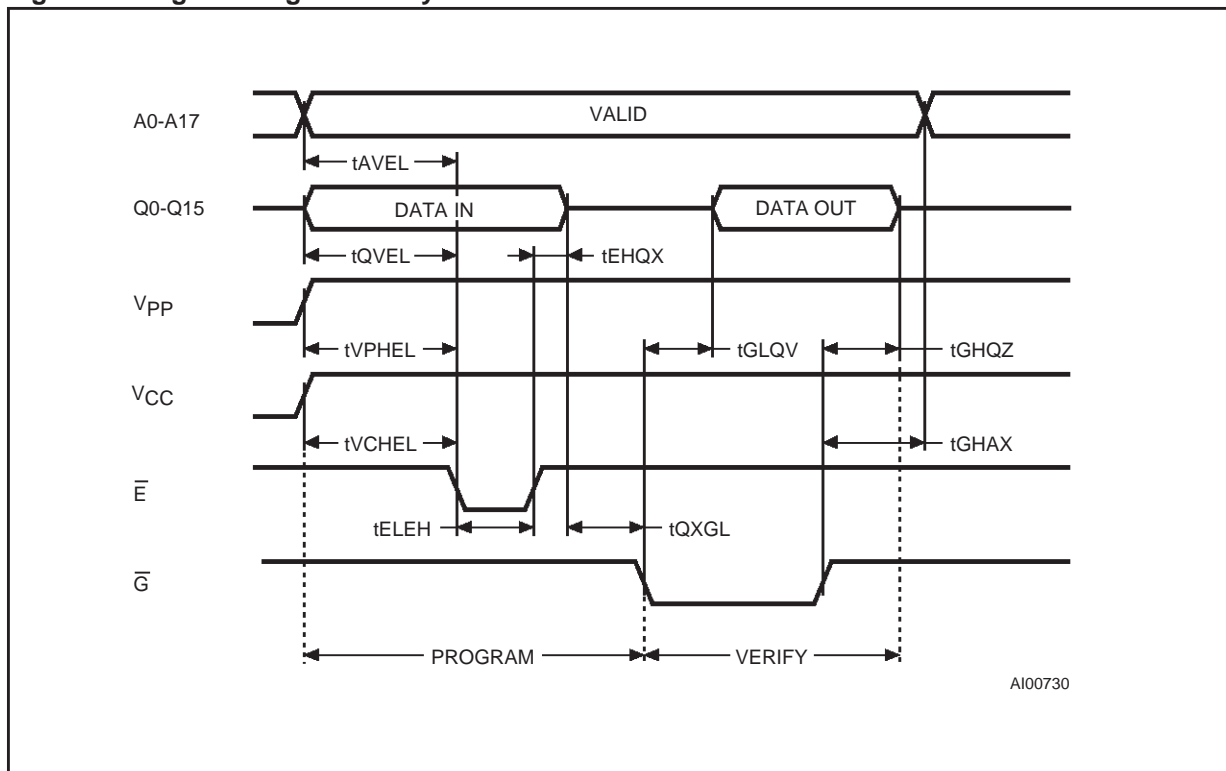 A0-A17
VALID
tAVEL
Q0-Q15
DATA IN
DATA OUT
tQVEL
tEHQX
VPP
tVPHEL
tGLQV
tGHQZ
VCC
tVCHEL
tGHAX
E̅
tELEH
tQXGL
G̅
PROGRAM
VERIFY
AI00730